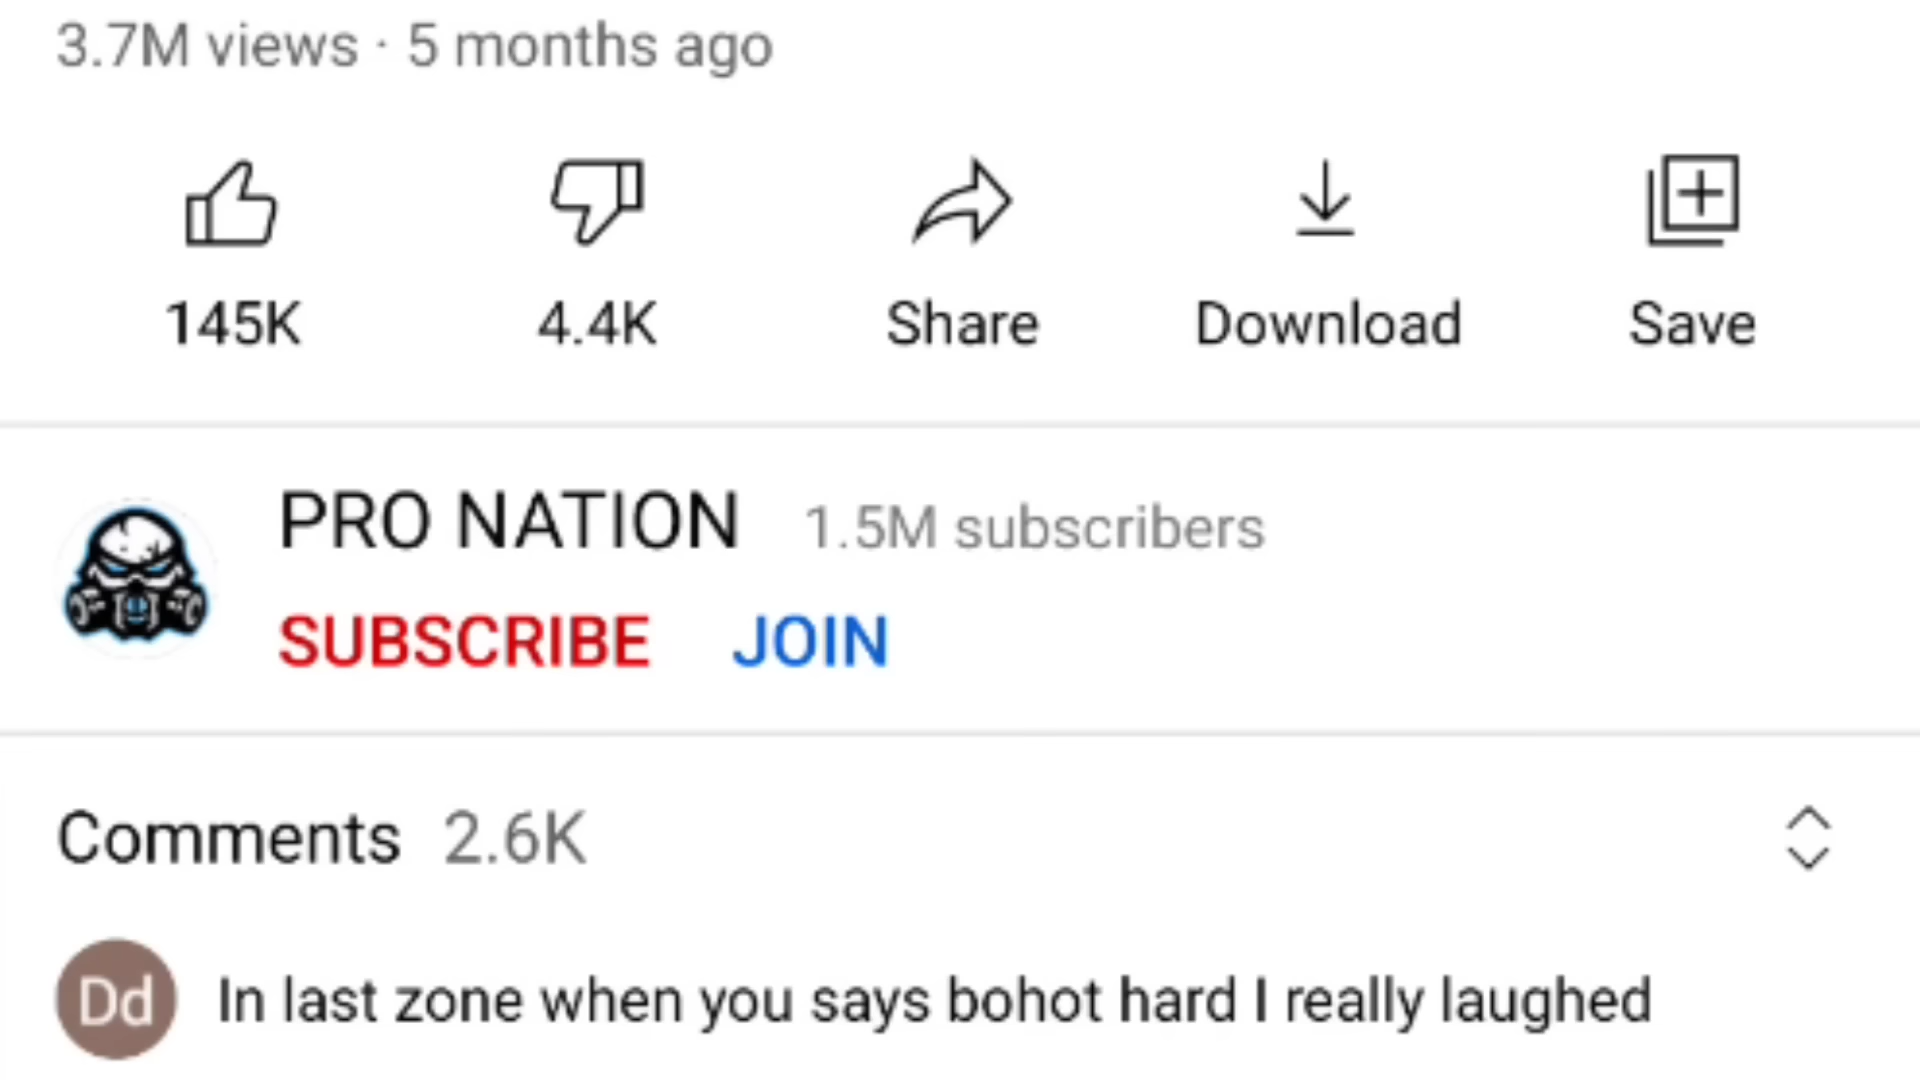 3.7M views · 5 months ago
145K 4.4K Share Download Save
PRO NATION 1.5M subscribers
SUBSCRIBE JOIN
Comments 2.6K
Dd In last zone when you says bohot hard I really laughed